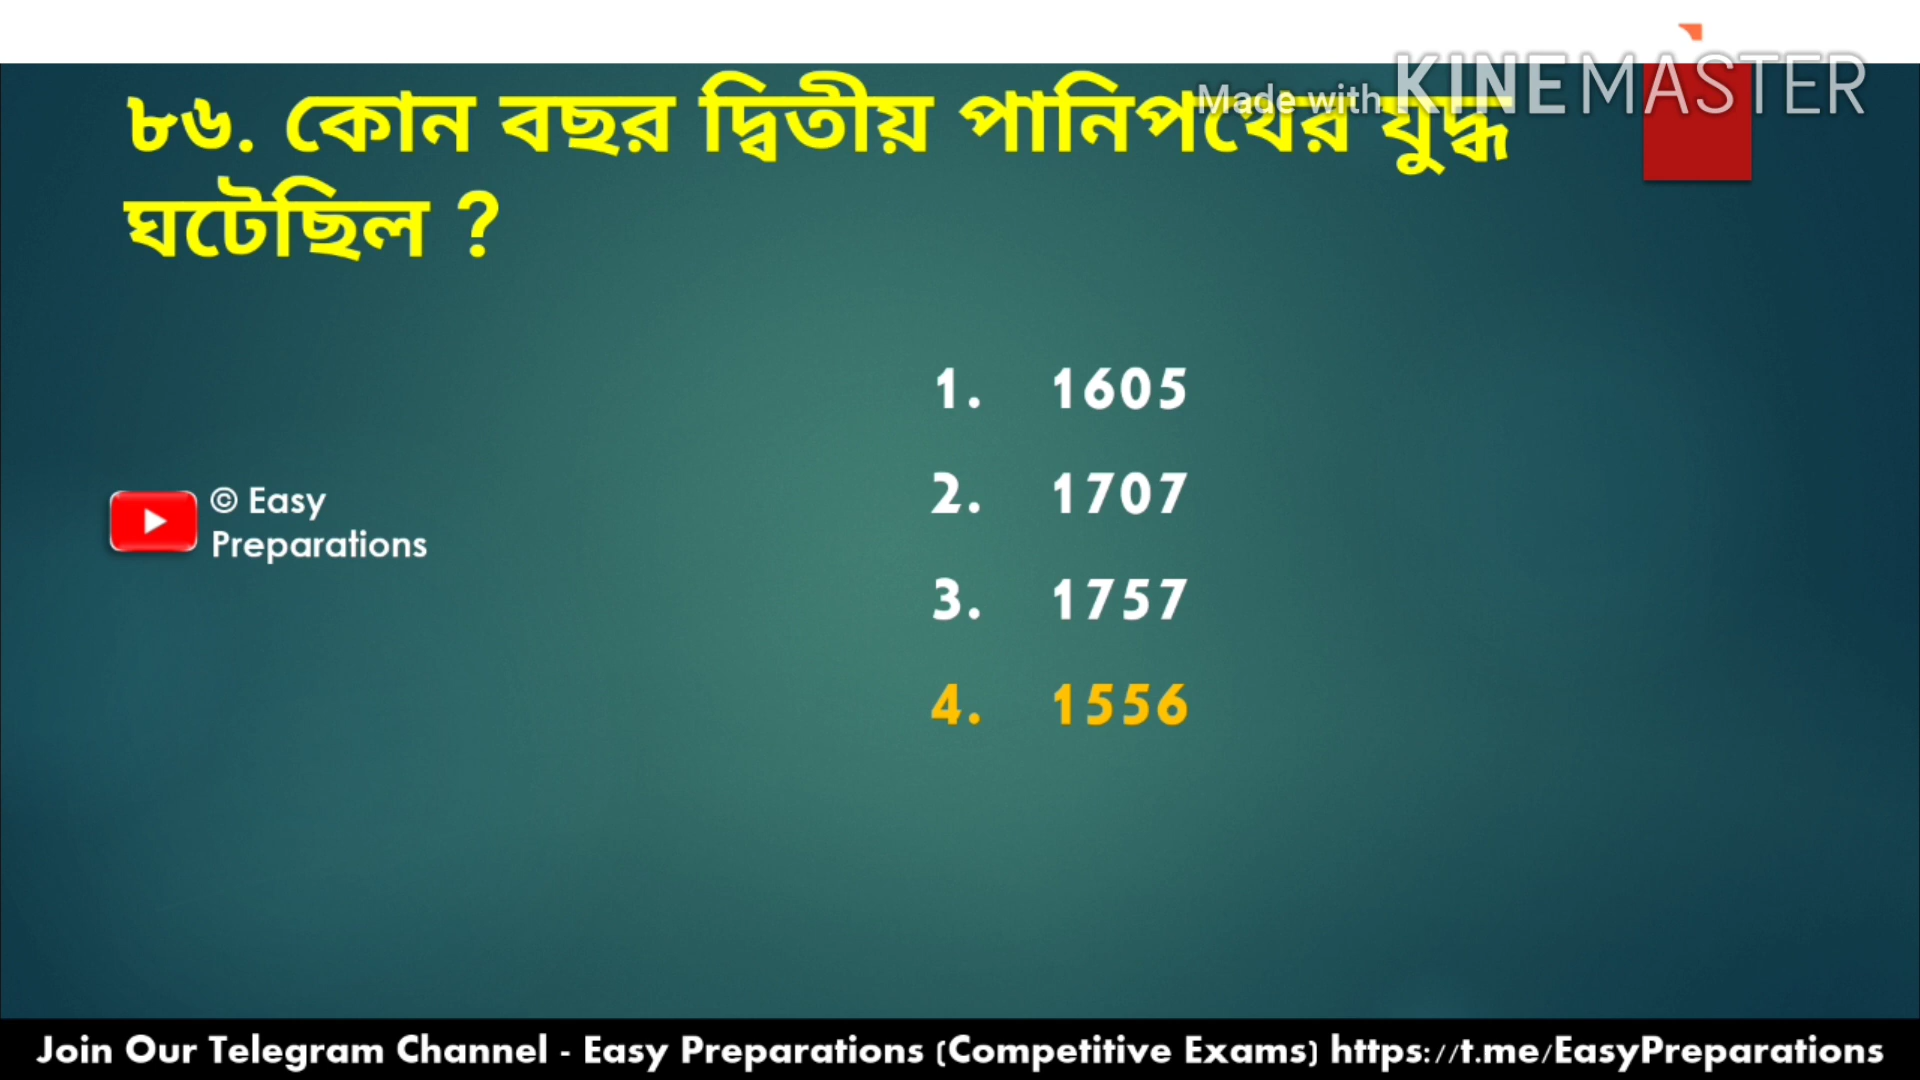 Made with KINEMASTER
৮৬. কোন বছর দ্বিতীয় পানিপথের যুদ্ধ
ঘটেছিল ?
1. 1605
2. 1707
© Easy
Preparations
3. 1757
4. 1556
Join Our Telegram Channel - Easy Preparations (Competitive Exams) https://t.me/EasyPreparations